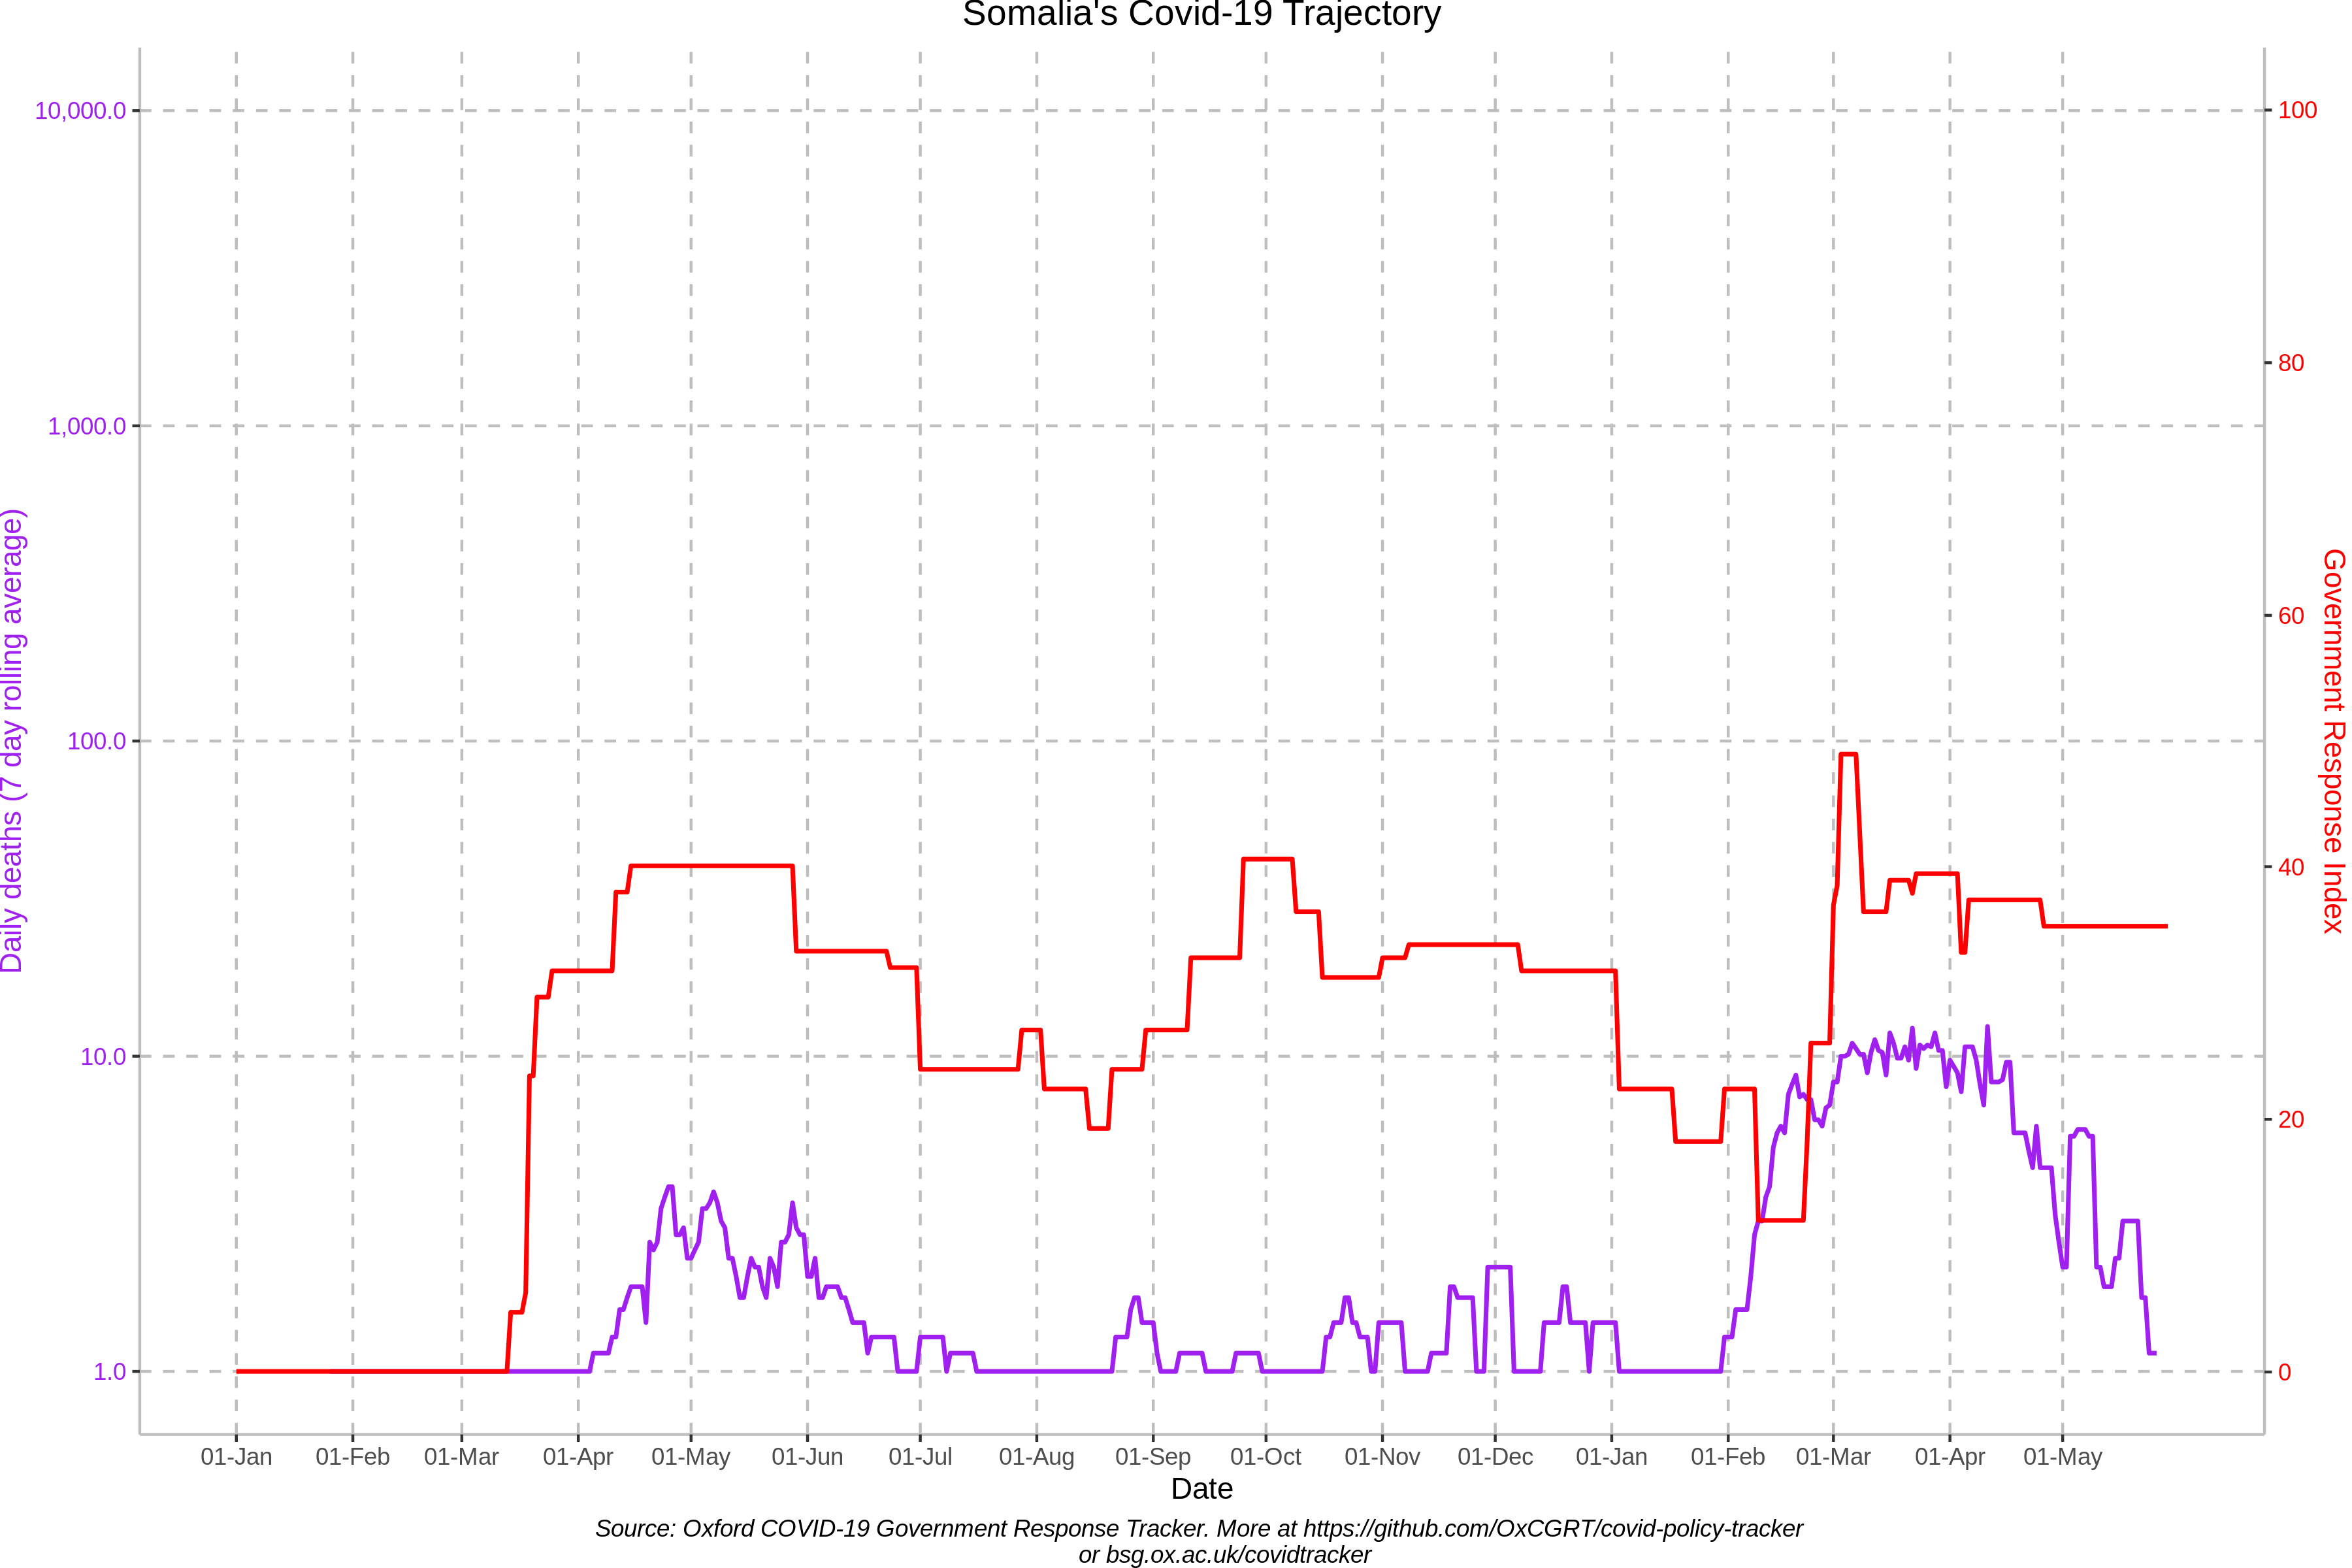 Somalia's Covid-19 Trajectory
10,000.0
1,000.0
100.0
10.0
1.0
Daily deaths (7 day rolling average)
100
80
60
40
20
0
Government Response Index
01-Jan 01-Feb 01-Mar 01-Apr 01-May 01-Jun 01-Jul 01-Aug 01-Sep 01-Oct 01-Nov 01-Dec 01-Jan 01-Feb 01-Mar 01-Apr 01-May
Date
Source: Oxford COVID-19 Government Response Tracker. More at https://github.com/OxCGRT/covid-policy-tracker
or bsg.ox.ac.uk/covidtracker